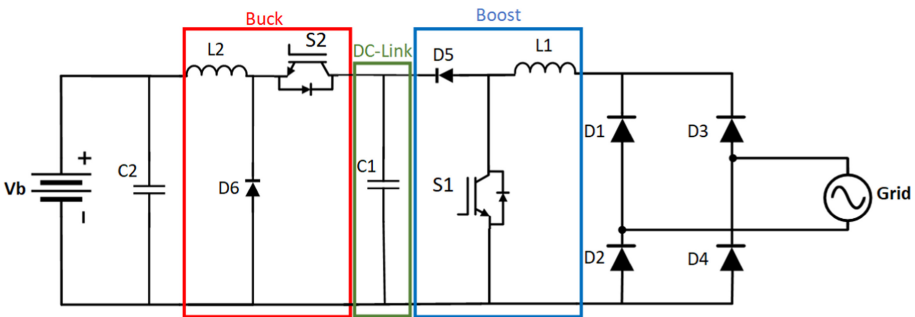 Buck
Boost
L2
S2
DC-Link
D5
L1
D1
D3
+
C2
C1
Vb
D6
S1
Grid
D2
D4